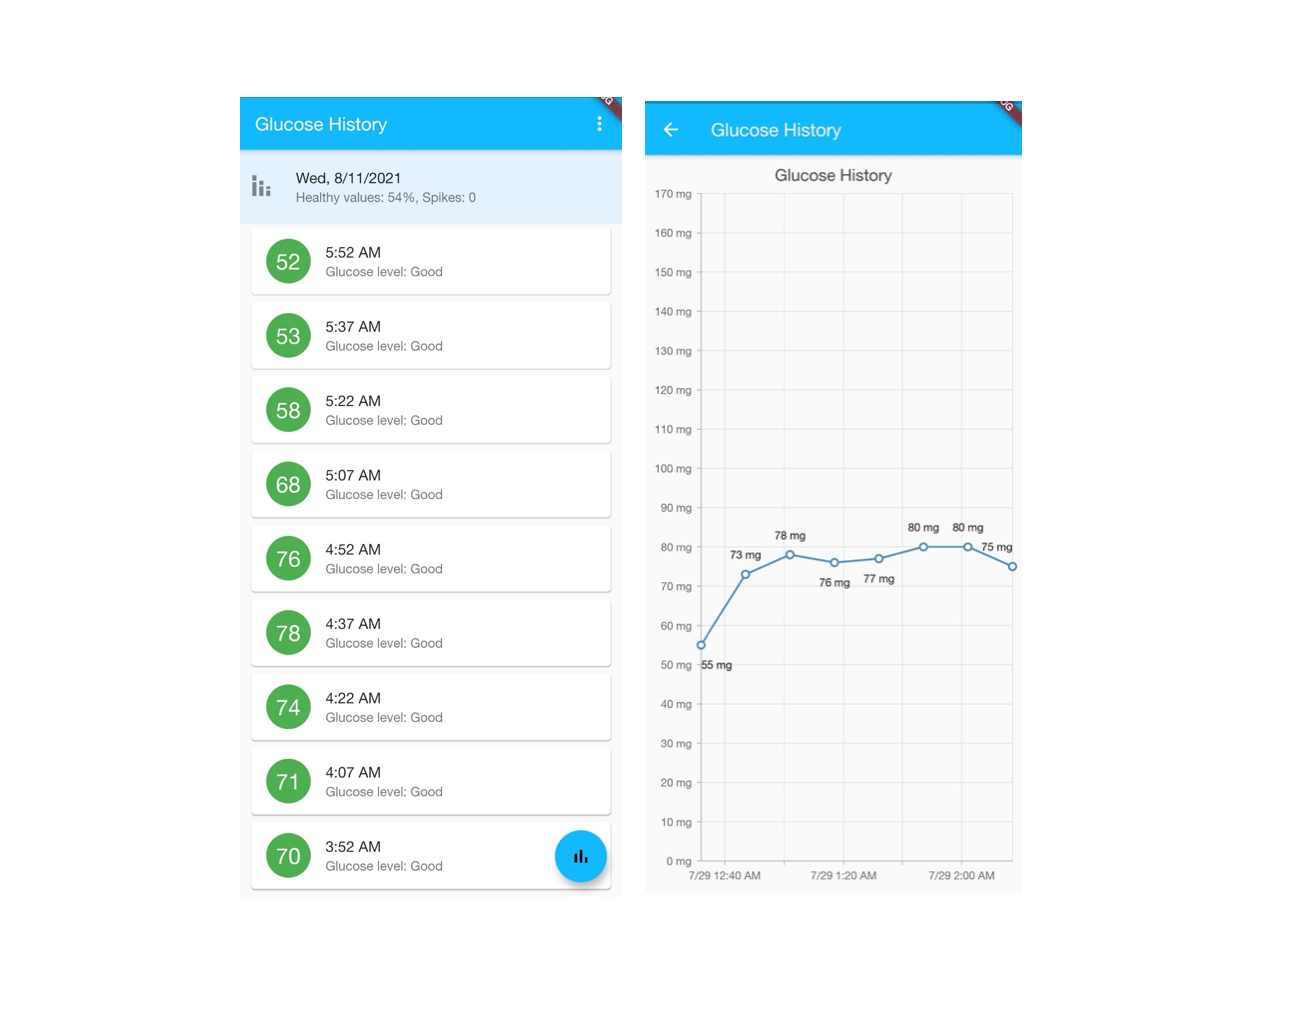 Glucose History
Wed, 8/11/2021
Healthy values: 54%, Spikes: 0
52
5:52 AM
Glucose level: Good
53
5:37 AM
Glucose level: Good
58
5:22 AM
Glucose level: Good
68
5:07 AM
Glucose level: Good
76
4:52 AM
Glucose level: Good
78
4:37 AM
Glucose level: Good
74
4:22 AM
Glucose level: Good
71
4:07 AM
Glucose level: Good
70
3:52 AM
Glucose level: Good
Glucose History
Glucose History
170 mg
160 mg
150 mg
140 mg
130 mg
120 mg
110 mg
100 mg
90 mg
80 mg
70 mg
60 mg
50 mg
40 mg
30 mg
20 mg
10 mg
0 mg
55 mg
73 mg
78 mg
76 mg
77 mg
80 mg
80 mg
75 mg
7/29 12:40 AM
7/29 1:20 AM
7/29 2:00 AM